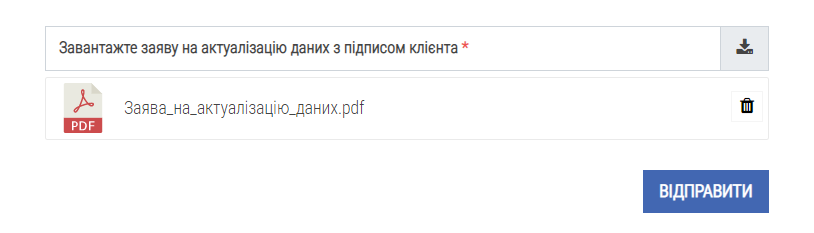 Завантажте заяву на актуалізацію даних з підписом клієнта *
PDF
Заява_на_актуалізацію_даних.pdf
ВІДПРАВИТИ